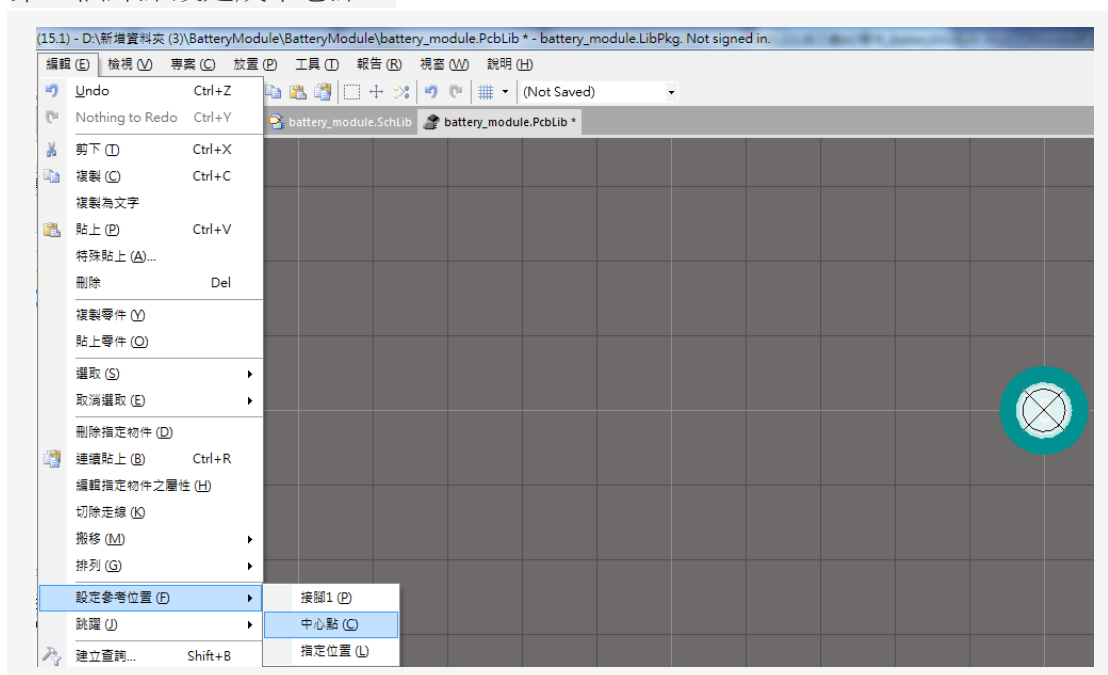 (15.1) - D:\新增資料夾 (3)\BatteryModule\BatteryModule\battery_module.PcbLib * - battery_module.LibPkg. Not signed in.
編輯 (E) 檢視 (V) 專案 (C) 放置 (P) 工具 (T) 報告 (R) 視窗 (W) 說明 (H)
(Not Saved)
battery_module.SchLib battery_module.PcbLib *
Undo Ctrl+Z
Nothing to Redo Ctrl+Y
剪下 (T) Ctrl+X
複製 (C) Ctrl+C
複製為文字
貼上 (P) Ctrl+V
特殊貼上 (A)...
刪除 Del
複製零件 (Y)
貼上零件 (O)
選取 (S)
取消選取 (E)
刪除指定物件 (D)
連續貼上 (B) Ctrl+R
編輯指定物件之屬性 (H)
切除走線 (K)
搬移 (M)
排列 (G)
設定參考位置 (F)
接腳1 (P)
跳躍 (J)
中心點 (C)
建立查詢... Shift+B
指定位置 (L)